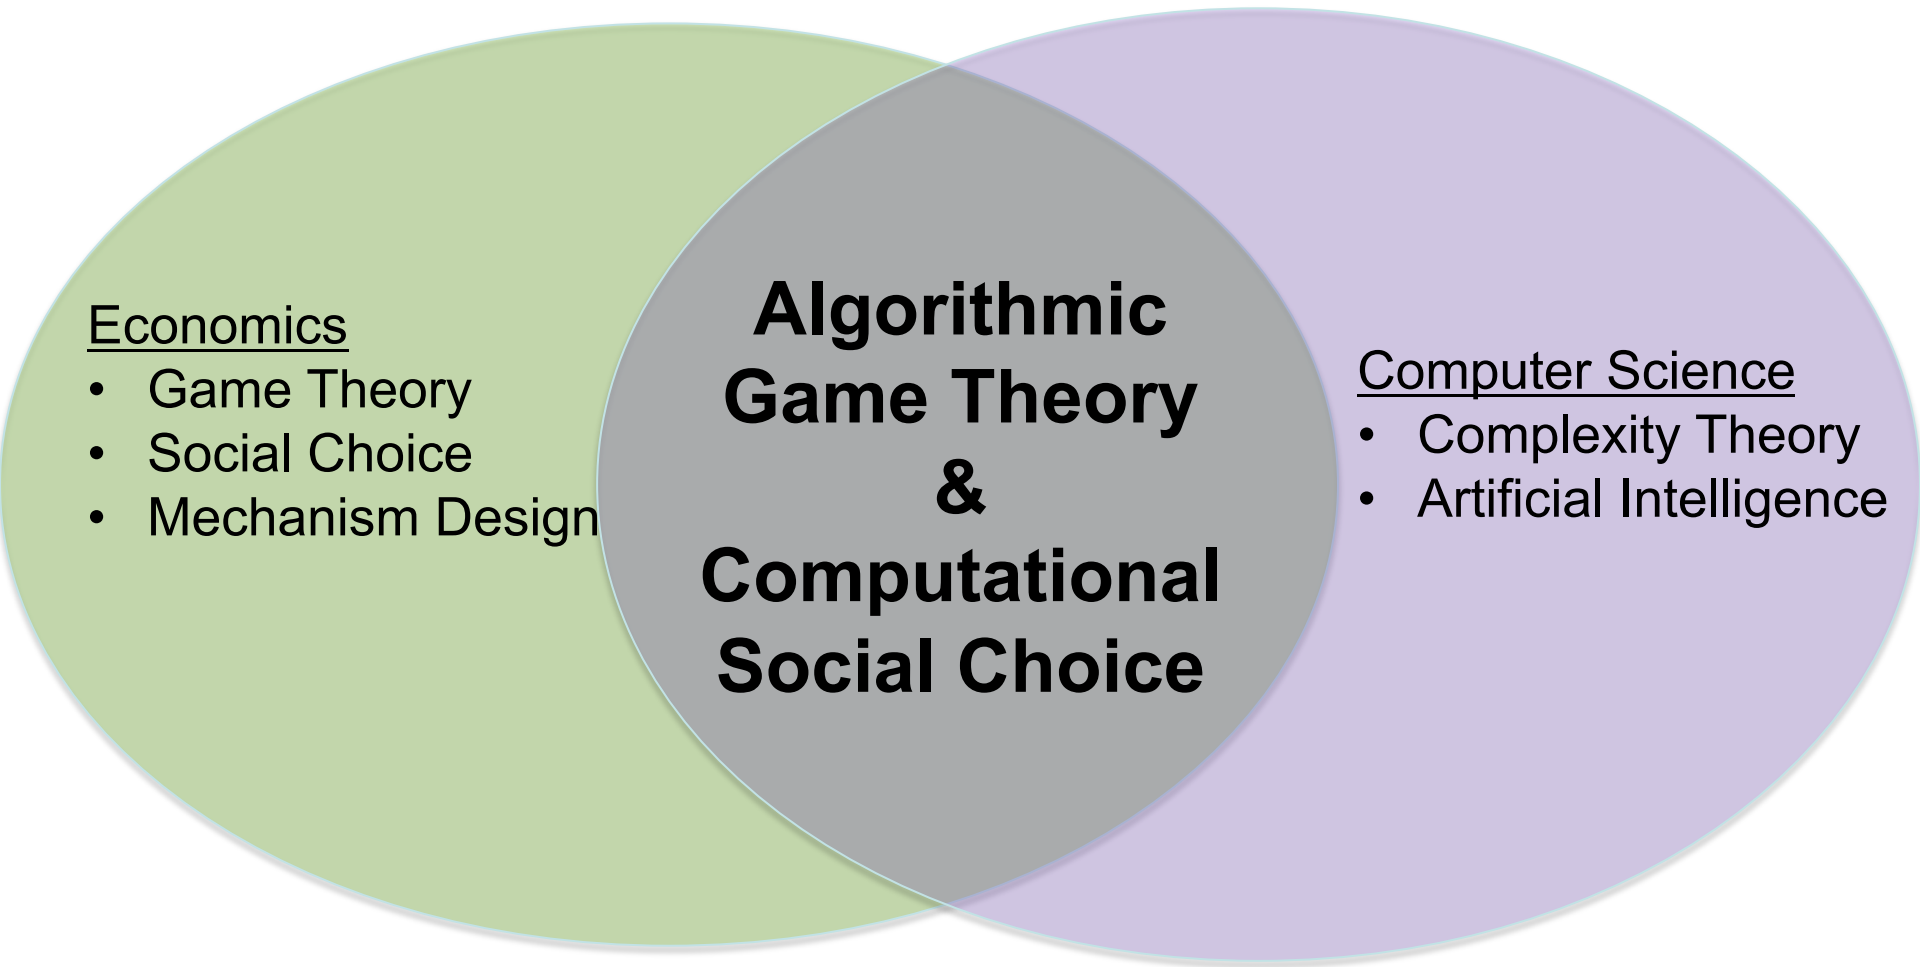 Economics
• Game Theory
• Social Choice
• Mechanism Design
Algorithmic
Game Theory
&
Computational
Social Choice
Computer Science
• Complexity Theory
• Artificial Intelligence